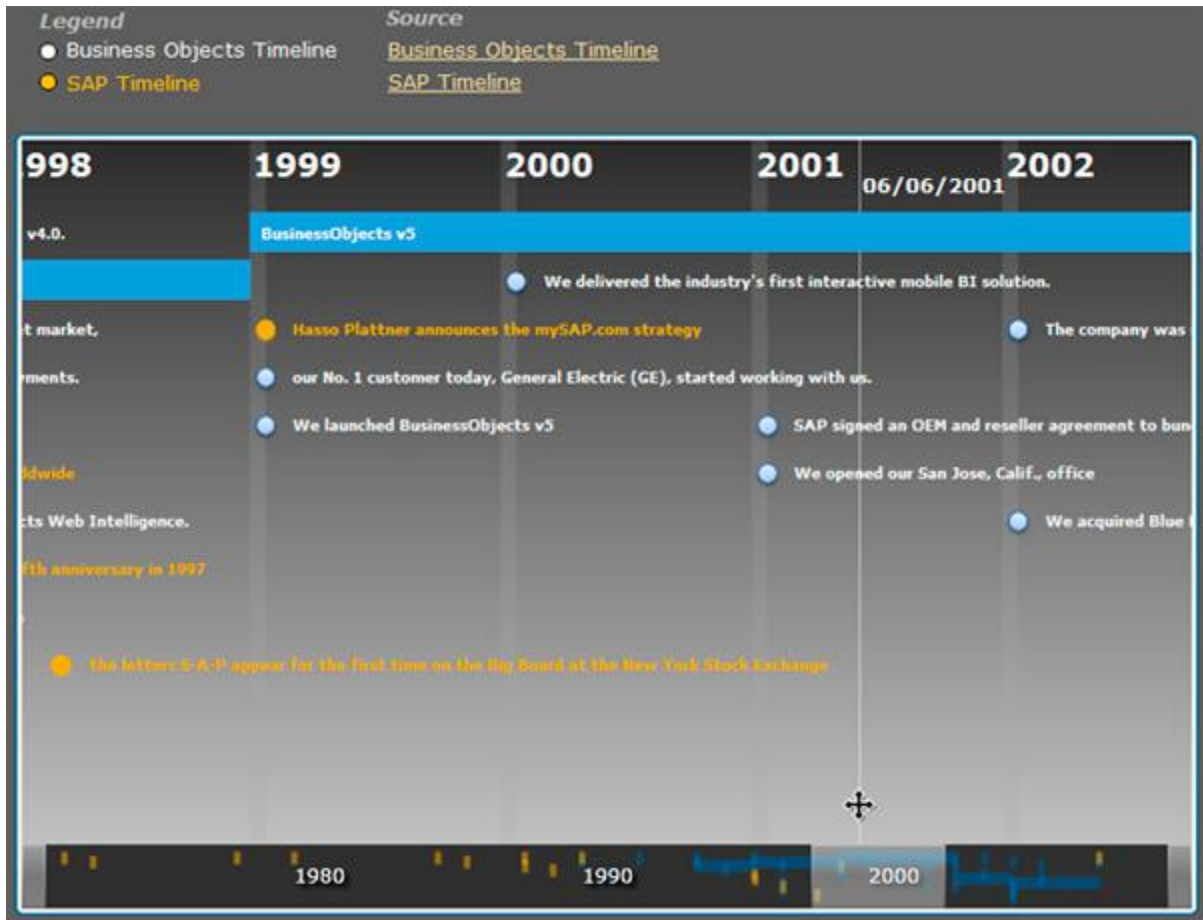 Legend
Source
Business Objects Timeline
Business Objects Timeline
SAP Timeline
SAP Timeline
1998
1999
2000
2001
06/06/2001
2002
v4.0.
BusinessObjects v5
We delivered the industry's first interactive mobile BI solution.
t market,
Hasso Plattner announces the mySAP.com strategy
The company was
ments.
our No. 1 customer today, General Electric (GE), started working with us.
We launched BusinessObjects v5
SAP signed an OEM and reseller agreement to bun
ldwide
We opened our San Jose, Calif., office
cts Web Intelligence.
We acquired Blue
fth anniversary in 1997
the letters S-A-P appear for the first time on the Big Board at the New York Stock Exchange
1980
1990
2000